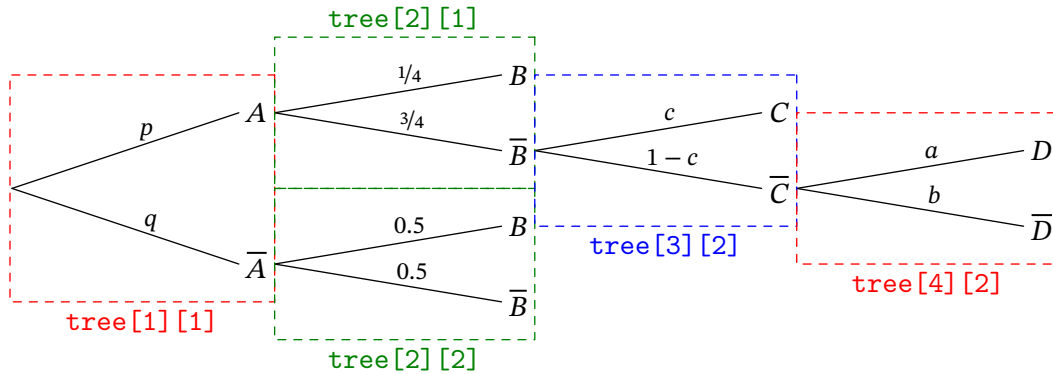 tree[2][1]
1/4 B
p A 3/4 c C
B̅ 1 − c a D
C̅ b
q 0.5 B D̅
A̅ 0.5 tree[3][2]
tree[1][1] B̅ tree[4][2]
tree[2][2]